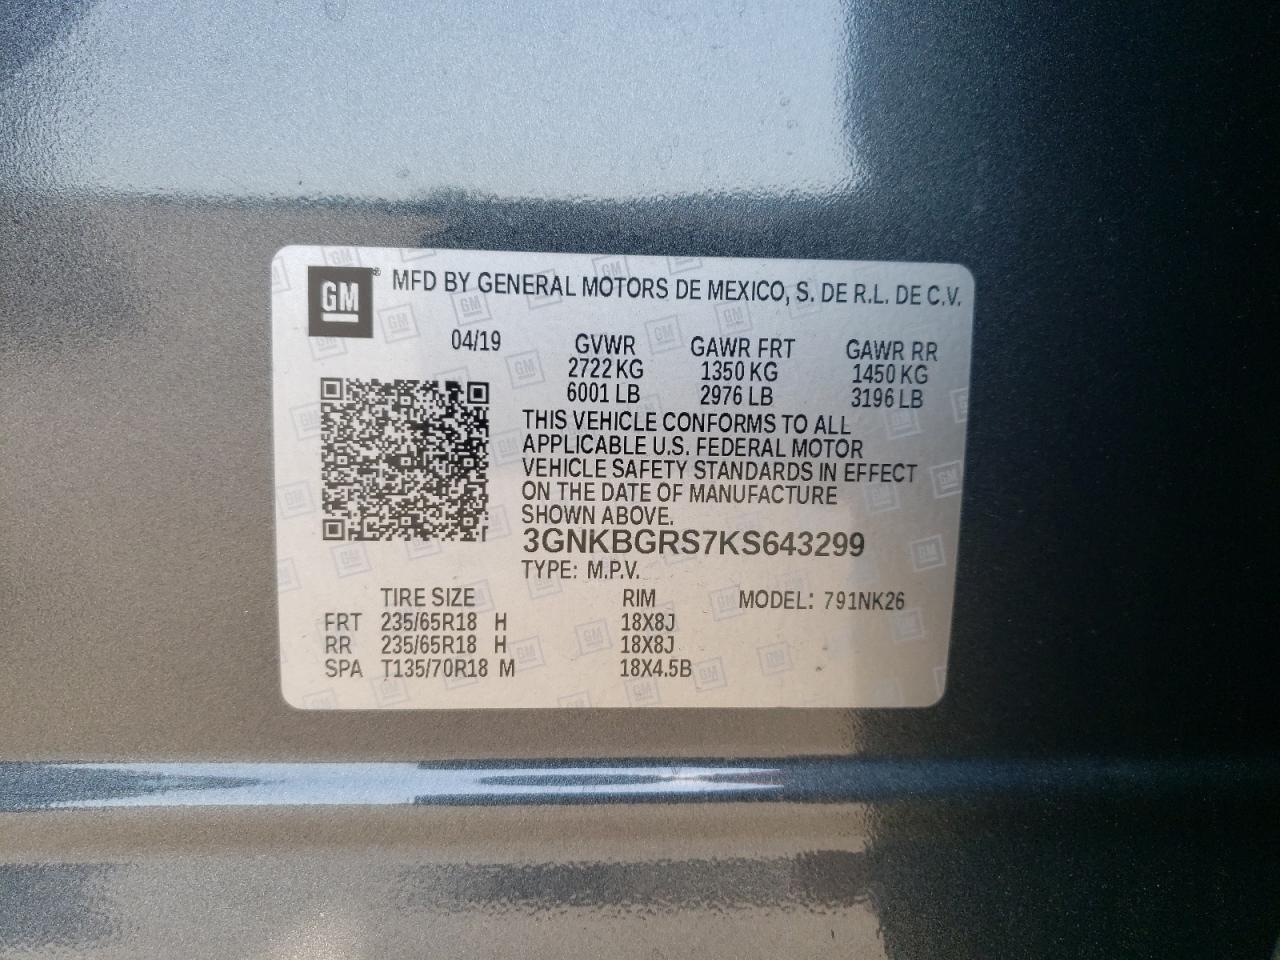 GM ® MFD BY GENERAL MOTORS DE MEXICO, S. DE R.L. DE C.V.
04/19 GVWR GAWR FRT GAWR RR
2722 KG 1350 KG 1450 KG
6001 LB 2976 LB 3196 LB
THIS VEHICLE CONFORMS TO ALL
APPLICABLE U.S. FEDERAL MOTOR
VEHICLE SAFETY STANDARDS IN EFFECT
ON THE DATE OF MANUFACTURE
SHOWN ABOVE.
3GNKBGRS7KS643299
TYPE: M.P.V.
TIRE SIZE RIM MODEL: 791NK26
FRT 235/65R18 H 18X8J
RR 235/65R18 H 18X8J
SPA T135/70R18 M 18X4.5B